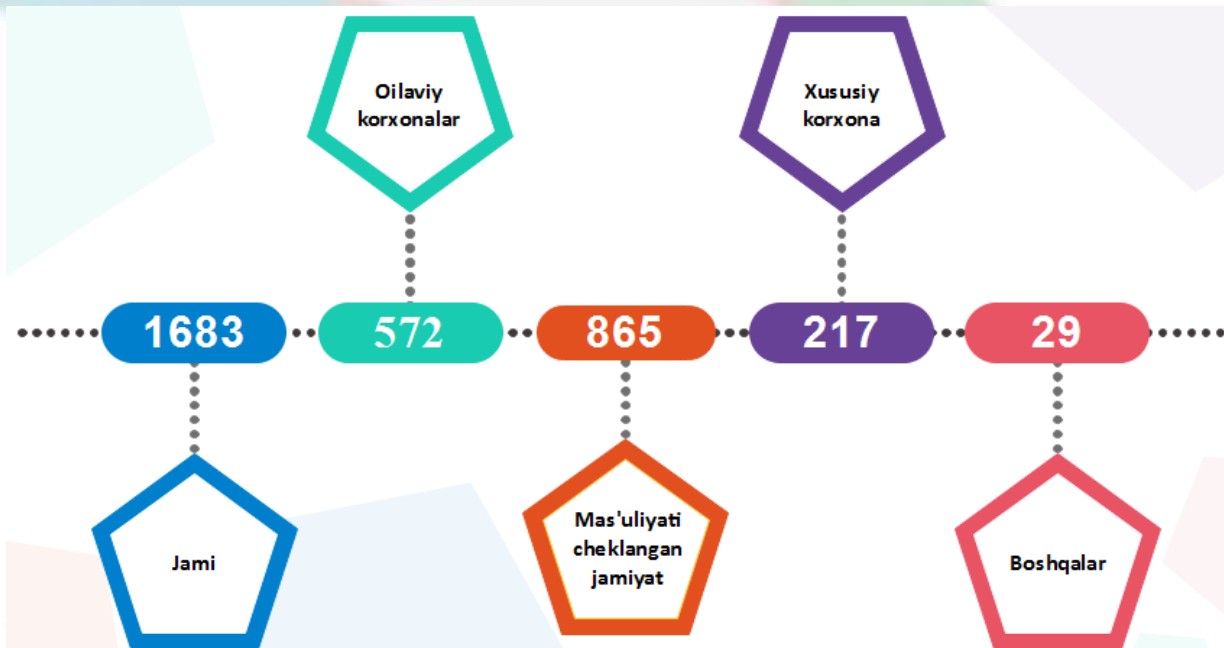 Oilaviy
korxonalar
Xususiy
korxona
1683
572
865
217
29
Jami
Mas'uliyati
cheklangan
jamiyat
Boshqalar